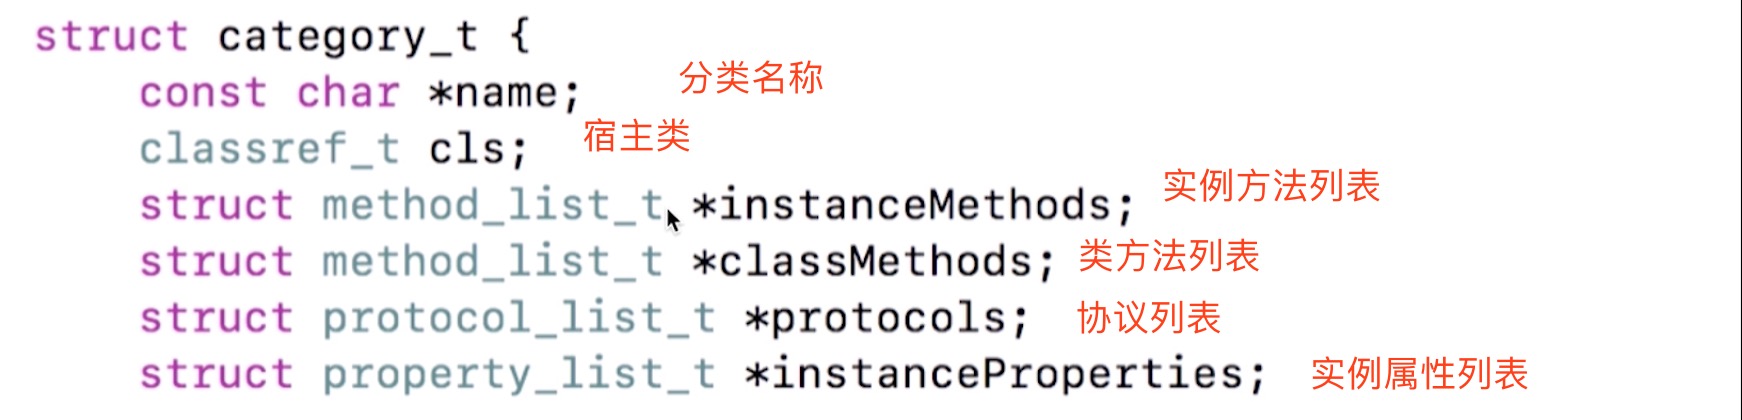 struct category_t {
const char *name; 分类名称
classref_t cls; 宿主类
struct method_list_t *instanceMethods; 实例方法列表
struct method_list_t *classMethods; 类方法列表
struct protocol_list_t *protocols; 协议列表
struct property_list_t *instanceProperties; 实例属性列表